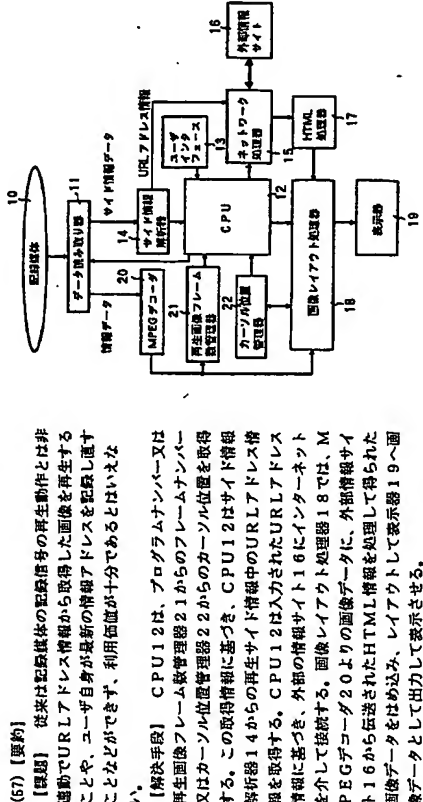 (57)【要約】
【課題】 従来は記録媒体の記録信号の再生動作とは非
連動でURLアドレス情報から取得した画像を再生する
ことや、ユーザ自身が最新の情報アドレスを記録し直す
ことなどができず、利用価値が十分であるとはいえな
い。
【解決手段】 CPU12は、プログラムナンバー又は
再生画像フレーム数管理器21からのフレームナンバー
又はカーソル位置管理器22からのカーソル位置を取得
する。この取得情報に基づき、CPU12はサイド情報
解析器14からの再生サイド情報中のURLアドレス情
報を取得する。CPU12は入力されたURLアドレス
情報に基づき、外部の情報サイト16にインターネット
を介して接続する。画像レイアウト処理器18では、M
PEGデコーダ20よりの画像データに、外部情報サイ
ト16から伝送されたHTML情報を処理して得られた
画像データをはめ込み、レイアウトして表示器19へ画
像データとして出力して表示させる。
記録媒体
10
データ読み取り器
11
情報データ
サイド情報データ
20
MPEGデコーダ
14
サイド情報
解析器
URLアドレス情報
21
再生画像フレーム
数管理器
22
カーソル位置
管理器
CPU
12
ユーザ
インタ
フェース
13
ネットワーク
処理器
15
外部情報
サイト
16
HTML
処理器
17
画像レイアウト処理器
18
表示器
19